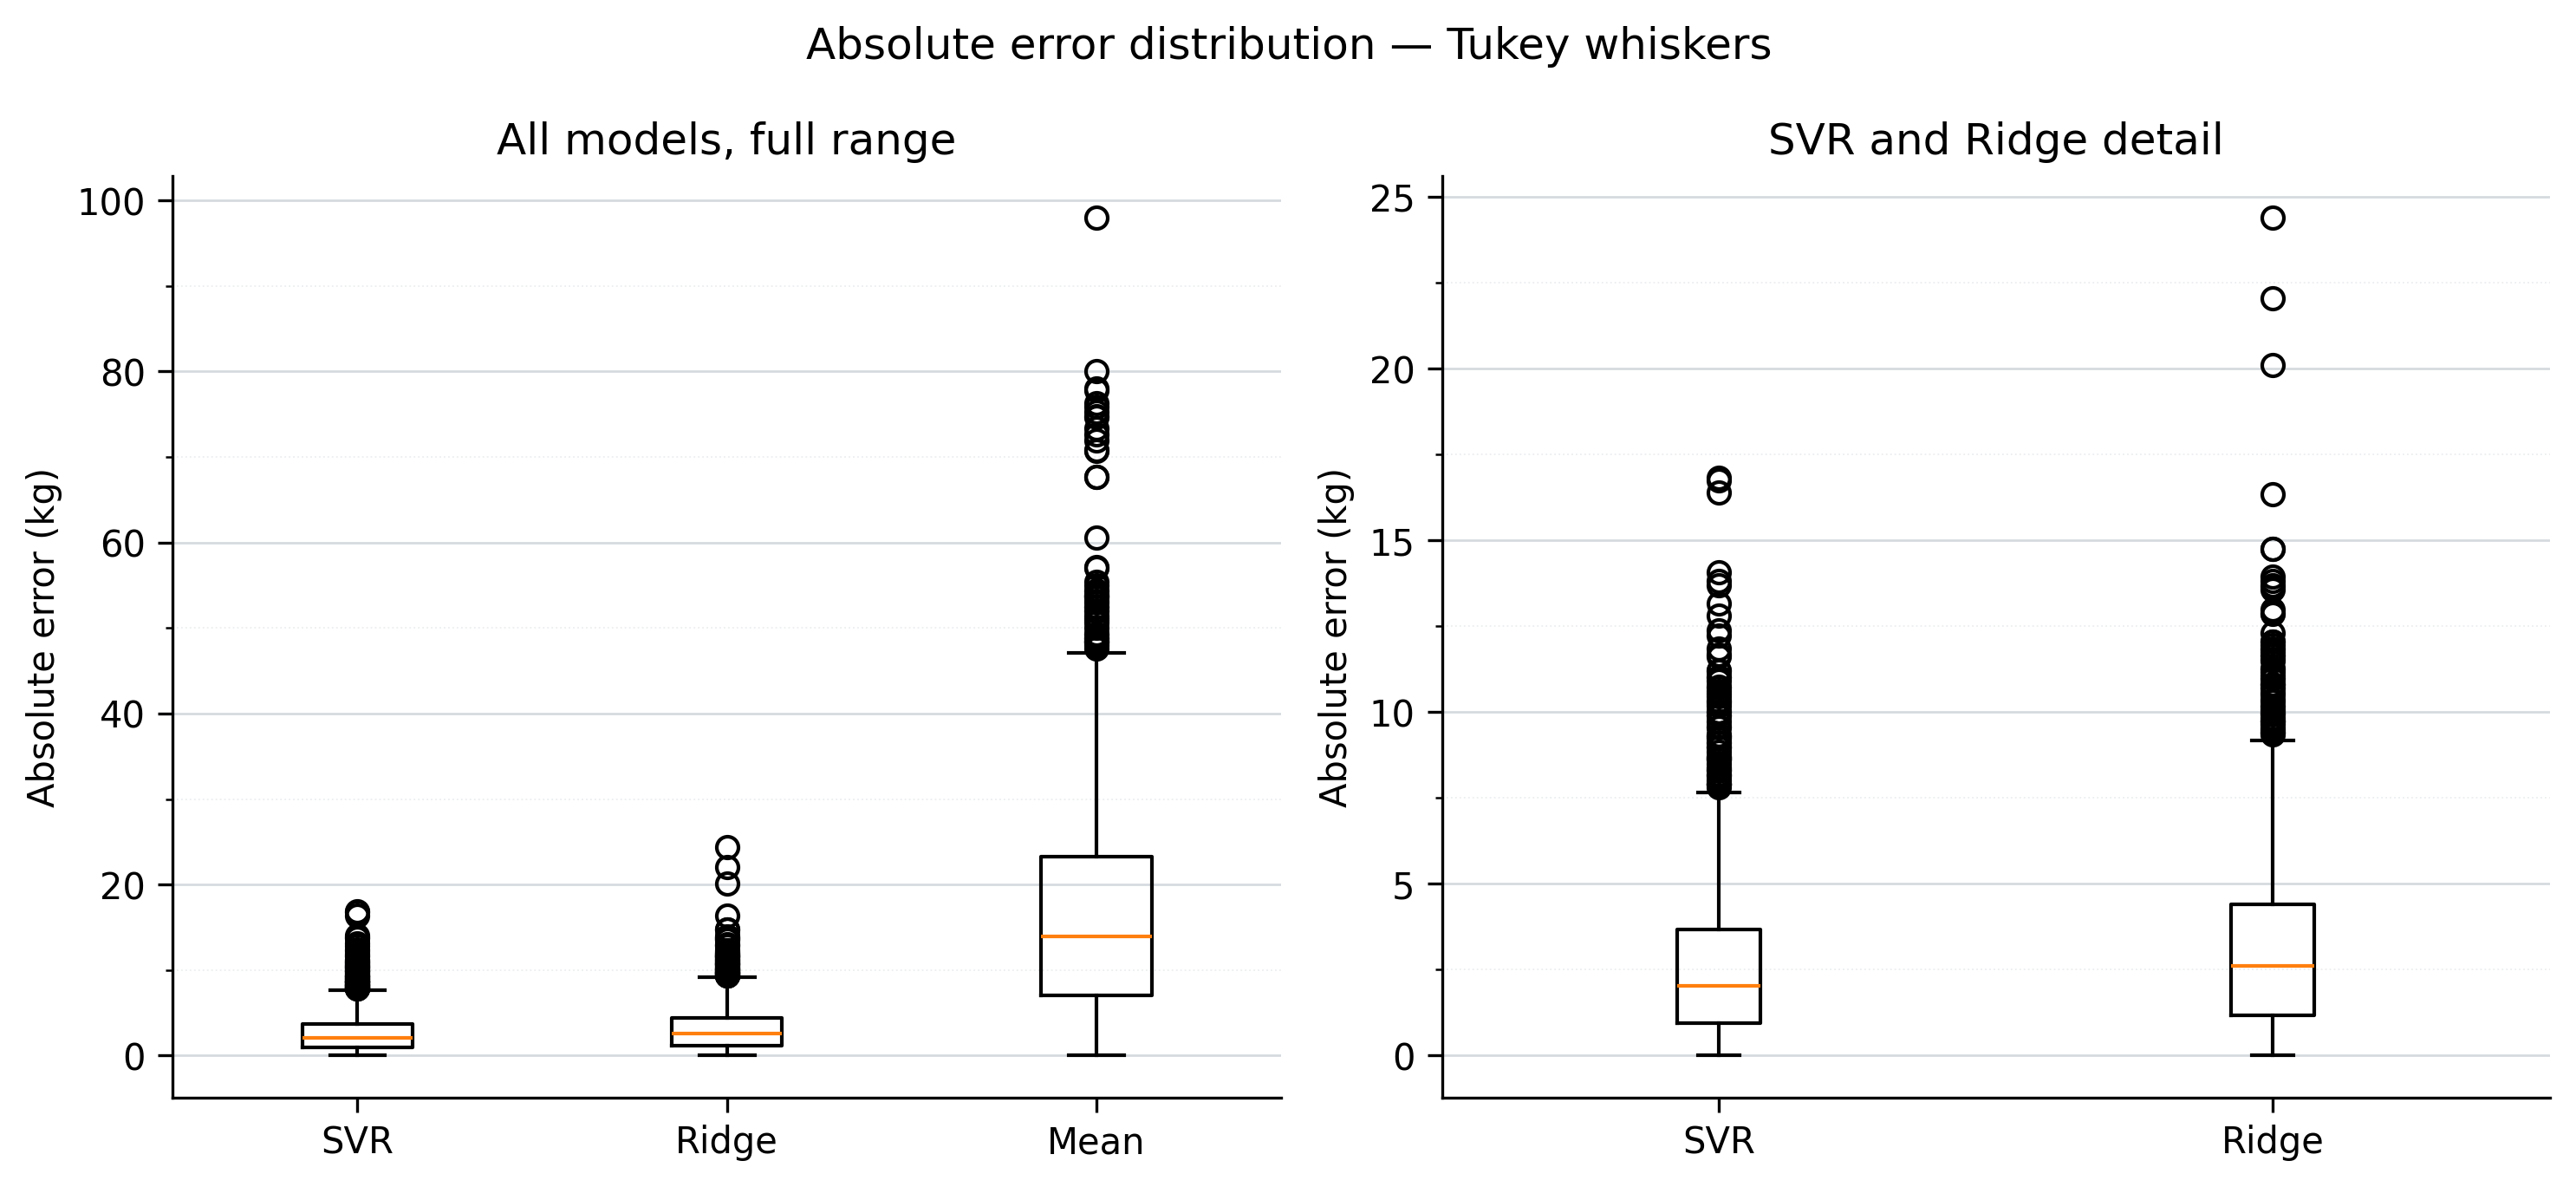 Absolute error distribution — Tukey whiskers
All models, full range
Absolute error (kg)
100
80
60
40
20
0
SVR
Ridge
Mean
SVR and Ridge detail
Absolute error (kg)
25
20
15
10
5
0
SVR
Ridge